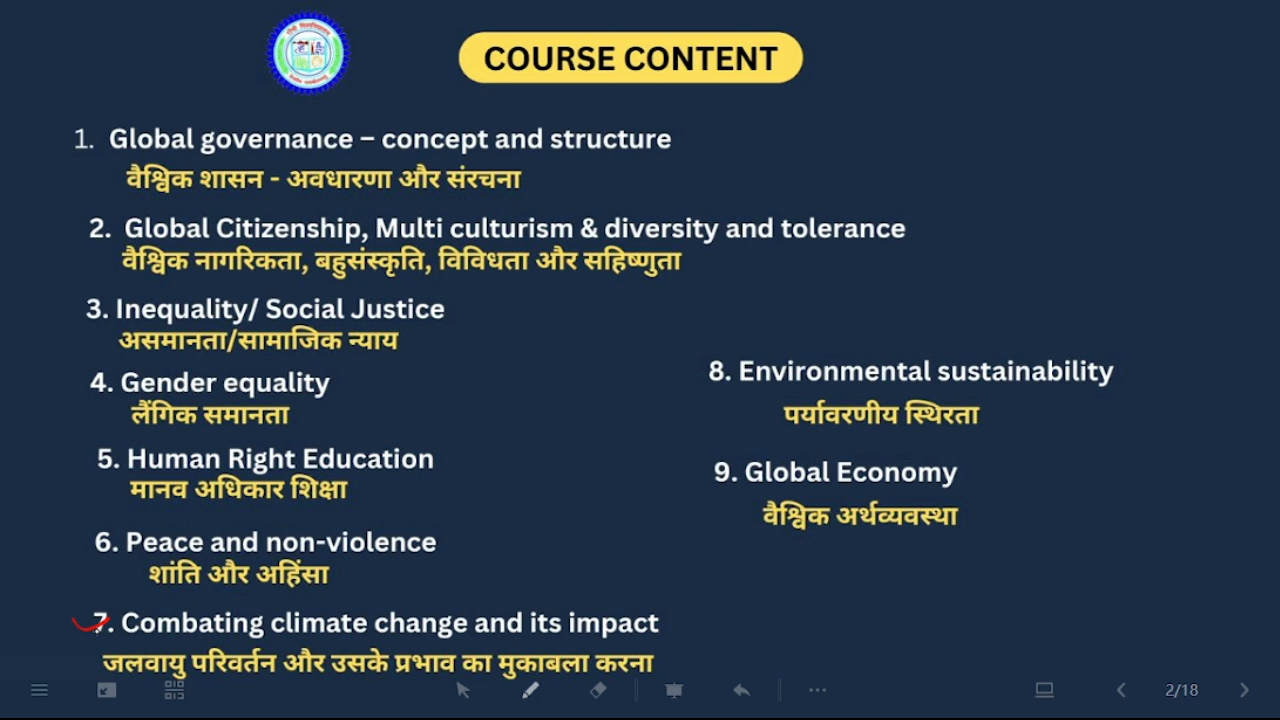 COURSE CONTENT
1. Global governance – concept and structure
वैश्विक शासन - अवधारणा और संरचना
2. Global Citizenship, Multi culturism & diversity and tolerance
वैश्विक नागरिकता, बहुसंस्कृति, विविधता और सहिष्णुता
3. Inequality/ Social Justice
असमानता/सामाजिक न्याय
4. Gender equality
लैंगिक समानता
5. Human Right Education
मानव अधिकार शिक्षा
6. Peace and non-violence
शांति और अहिंसा
7. Combating climate change and its impact
जलवायु परिवर्तन और उसके प्रभाव का मुकाबला करना
8. Environmental sustainability
पर्यावरणीय स्थिरता
9. Global Economy
वैश्विक अर्थव्यवस्था
2/18